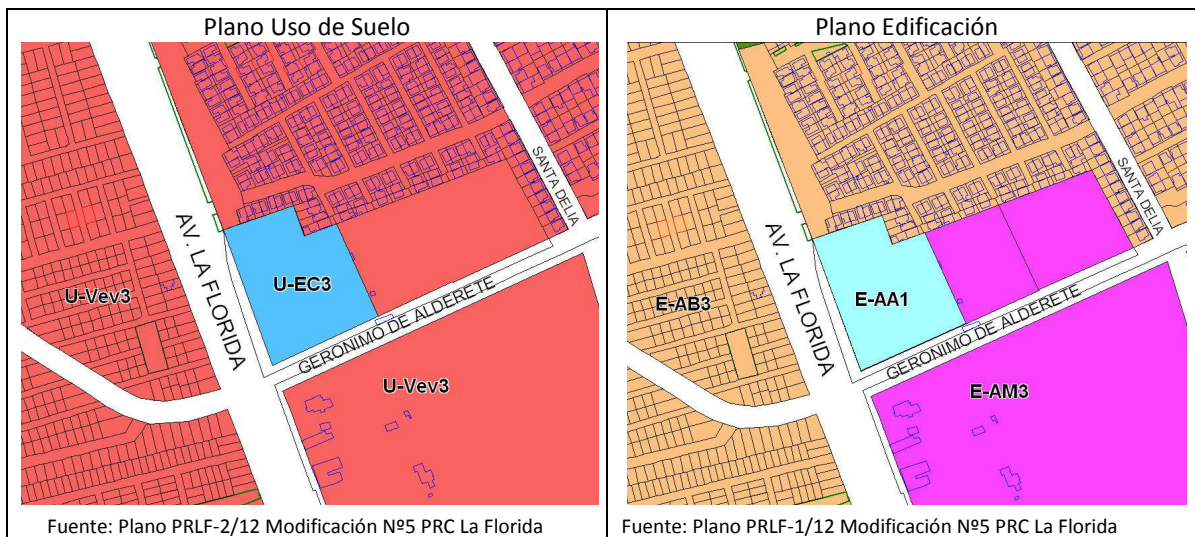 Plano Uso de Suelo
AV. LA FLORIDA
SANTA DELIA
U-EC3
U-Vev3
GERONIMO DE ALDERETE
U-Vev3
Fuente: Plano PRLF-2/12 Modificación Nº5 PRC La Florida
Plano Edificación
AV. LA FLORIDA
SANTA DELIA
E-AA1
E-AB3
GERONIMO DE ALDERETE
E-AM3
Fuente: Plano PRLF-1/12 Modificación Nº5 PRC La Florida